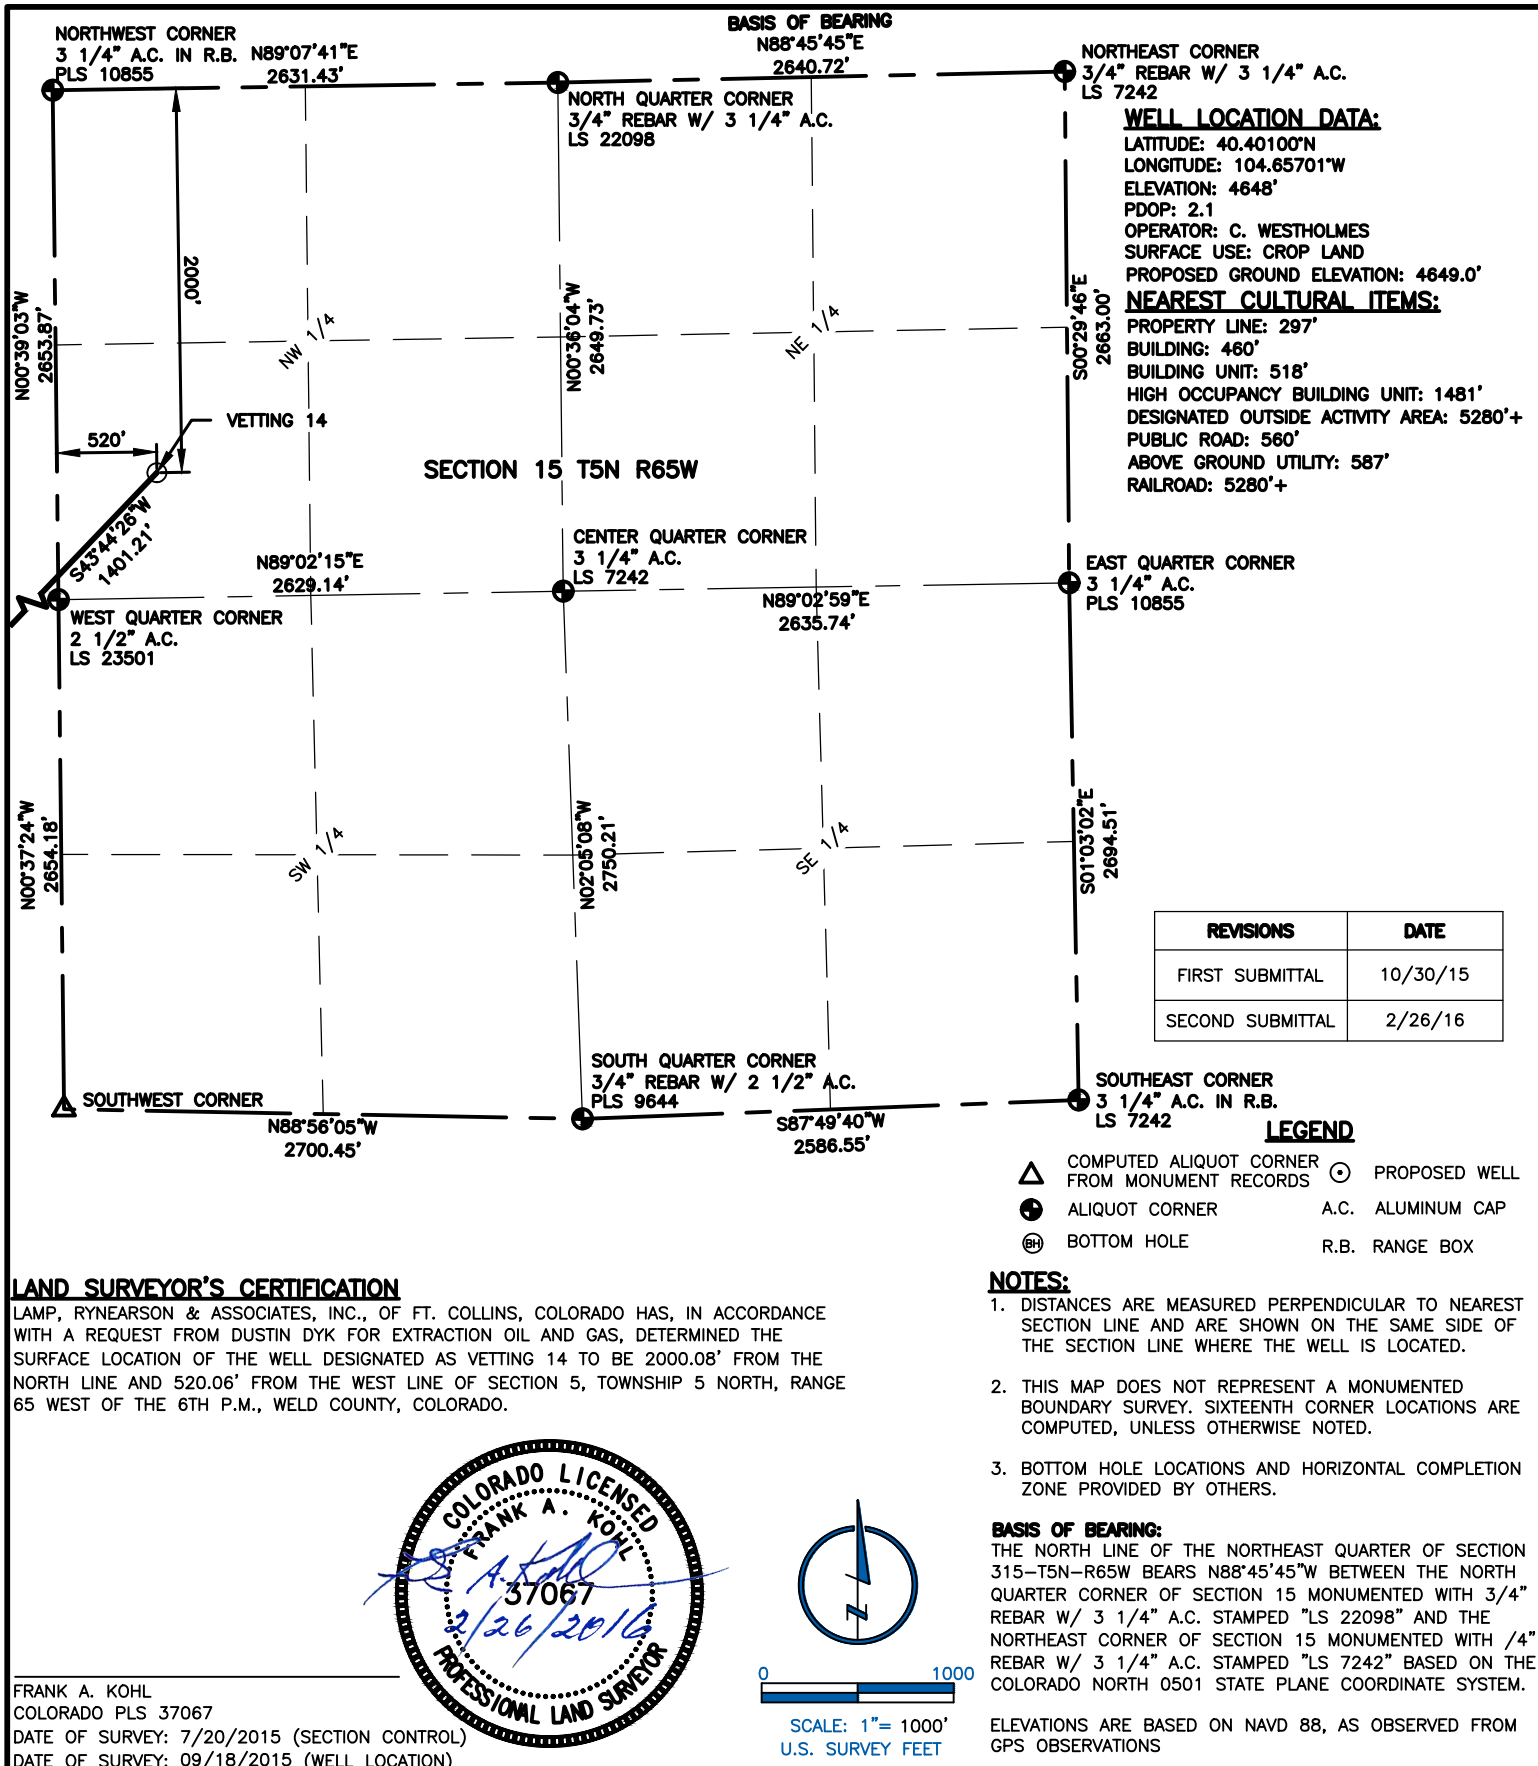 BASIS OF BEARING
N88°45'45"E
2640.72'
NORTHWEST CORNER
3 1/4" A.C. IN R.B.
PLS 10855
N89°07'41"E
2631.43'
NORTH QUARTER CORNER
3/4" REBAR W/ 3 1/4" A.C.
LS 22098
NORTHEAST CORNER
3/4" REBAR W/ 3 1/4" A.C.
LS 7242
WELL LOCATION DATA:
LATITUDE: 40.40100°N
LONGITUDE: 104.65701°W
ELEVATION: 4648'
PDOP: 2.1
OPERATOR: C. WESTHOLMES
SURFACE USE: CROP LAND
PROPOSED GROUND ELEVATION: 4649.0'
NEAREST CULTURAL ITEMS:
PROPERTY LINE: 297'
BUILDING: 460'
BUILDING UNIT: 518'
HIGH OCCUPANCY BUILDING UNIT: 1481'
DESIGNATED OUTSIDE ACTIVITY AREA: 5280'+
PUBLIC ROAD: 560'
ABOVE GROUND UTILITY: 587'
RAILROAD: 5280'+
N00°39'03"W
2653.87'
2000'
NW 1/4
N00°36'04"W
2649.73'
NE 1/4
S00°29'46"E
2663.00'
VETTING 14
520'
SECTION 15 T5N R65W
S43°44'26"W
1401.21'
N89°02'15"E
2629.14'
CENTER QUARTER CORNER
3 1/4" A.C.
LS 7242
N89°02'59"E
2635.74'
EAST QUARTER CORNER
3 1/4" A.C.
PLS 10855
WEST QUARTER CORNER
2 1/2" A.C.
LS 23501
N00°37'24"W
2654.18'
SW 1/4
N02°05'08"W
2750.21'
SE 1/4
S01°03'02"E
2694.51'
REVISIONS DATE
FIRST SUBMITTAL 10/30/15
SECOND SUBMITTAL 2/26/16
SOUTHWEST CORNER
N88°56'05"W
2700.45'
SOUTH QUARTER CORNER
3/4" REBAR W/ 2 1/2" A.C.
PLS 9644
S87°49'40"W
2586.55'
SOUTHEAST CORNER
3 1/4" A.C. IN R.B.
LS 7242
LEGEND
COMPUTED ALIQUOT CORNER
FROM MONUMENT RECORDS
PROPOSED WELL
ALIQUOT CORNER
A.C. ALUMINUM CAP
BH BOTTOM HOLE
R.B. RANGE BOX
LAND SURVEYOR'S CERTIFICATION
LAMP, RYNEARSON & ASSOCIATES, INC., OF FT. COLLINS, COLORADO HAS, IN ACCORDANCE
WITH A REQUEST FROM DUSTIN DYK FOR EXTRACTION OIL AND GAS, DETERMINED THE
SURFACE LOCATION OF THE WELL DESIGNATED AS VETTING 14 TO BE 2000.08' FROM THE
NORTH LINE AND 520.06' FROM THE WEST LINE OF SECTION 5, TOWNSHIP 5 NORTH, RANGE
65 WEST OF THE 6TH P.M., WELD COUNTY, COLORADO.
NOTES:
1. DISTANCES ARE MEASURED PERPENDICULAR TO NEAREST
SECTION LINE AND ARE SHOWN ON THE SAME SIDE OF
THE SECTION LINE WHERE THE WELL IS LOCATED.
2. THIS MAP DOES NOT REPRESENT A MONUMENTED
BOUNDARY SURVEY. SIXTEENTH CORNER LOCATIONS ARE
COMPUTED, UNLESS OTHERWISE NOTED.
3. BOTTOM HOLE LOCATIONS AND HORIZONTAL COMPLETION
ZONE PROVIDED BY OTHERS.
BASIS OF BEARING:
THE NORTH LINE OF THE NORTHEAST QUARTER OF SECTION
315-T5N-R65W BEARS N88°45'45"W BETWEEN THE NORTH
QUARTER CORNER OF SECTION 15 MONUMENTED WITH 3/4"
REBAR W/ 3 1/4" A.C. STAMPED "LS 22098" AND THE
NORTHEAST CORNER OF SECTION 15 MONUMENTED WITH /4"
REBAR W/ 3 1/4" A.C. STAMPED "LS 7242" BASED ON THE
COLORADO NORTH 0501 STATE PLANE COORDINATE SYSTEM.
ELEVATIONS ARE BASED ON NAVD 88, AS OBSERVED FROM
GPS OBSERVATIONS
COLORADO LICENSED
FRANK A. KOHL
A. Kohl
37067
2/26/2016
PROFESSIONAL LAND SURVEYOR
N
0 1000
SCALE: 1"= 1000'
U.S. SURVEY FEET
FRANK A. KOHL
COLORADO PLS 37067
DATE OF SURVEY: 7/20/2015 (SECTION CONTROL)
DATE OF SURVEY: 09/18/2015 (WELL LOCATION)